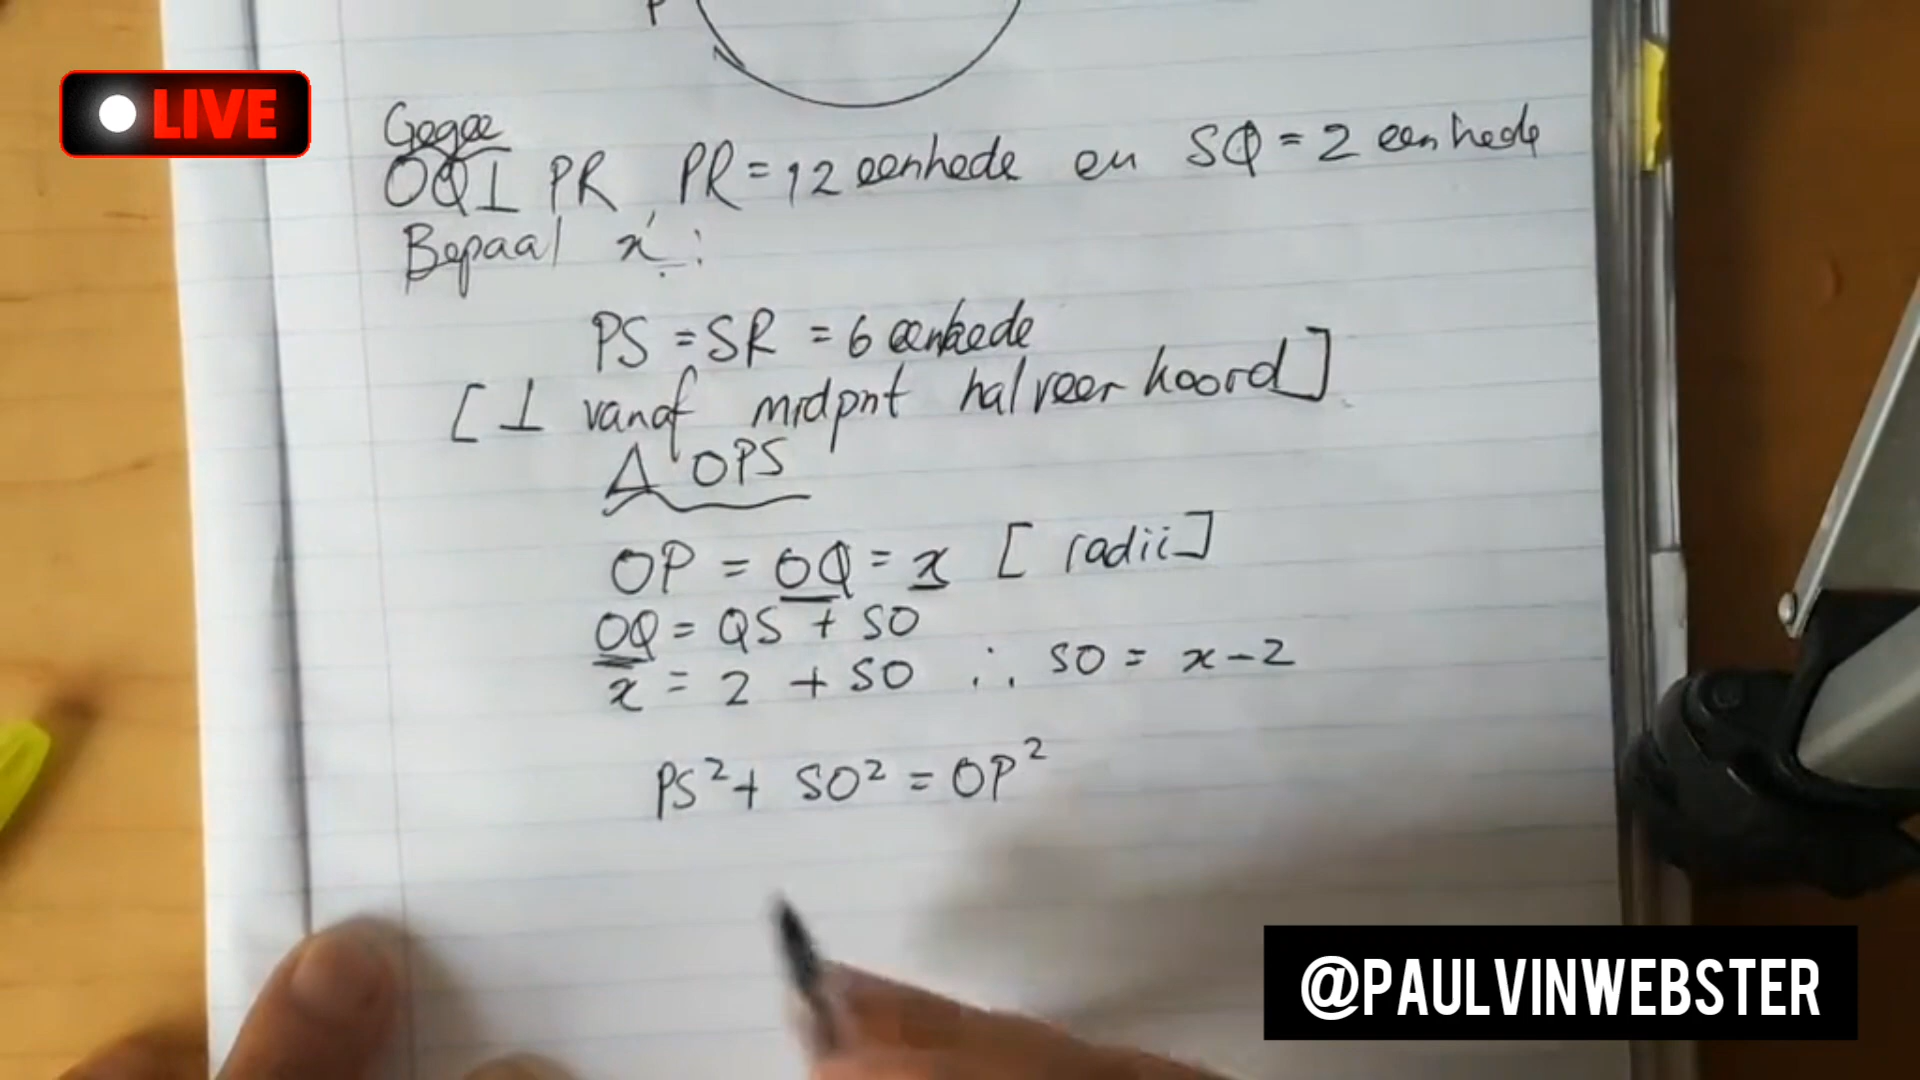 P
LIVE
Gegee
OQ⊥ PR, PR = 12 eenhede en SQ = 2 eenhede
Bepaal x:
PS = SR = 6 eenhede
[⊥ vanaf midpnt halveer koord]
Δ OPS
OP = OQ = x [radii]
OQ = QS + SO
x = 2 + SO ∴ SO = x-2
PS² + SO² = OP²
@PAULVINWEBSTER